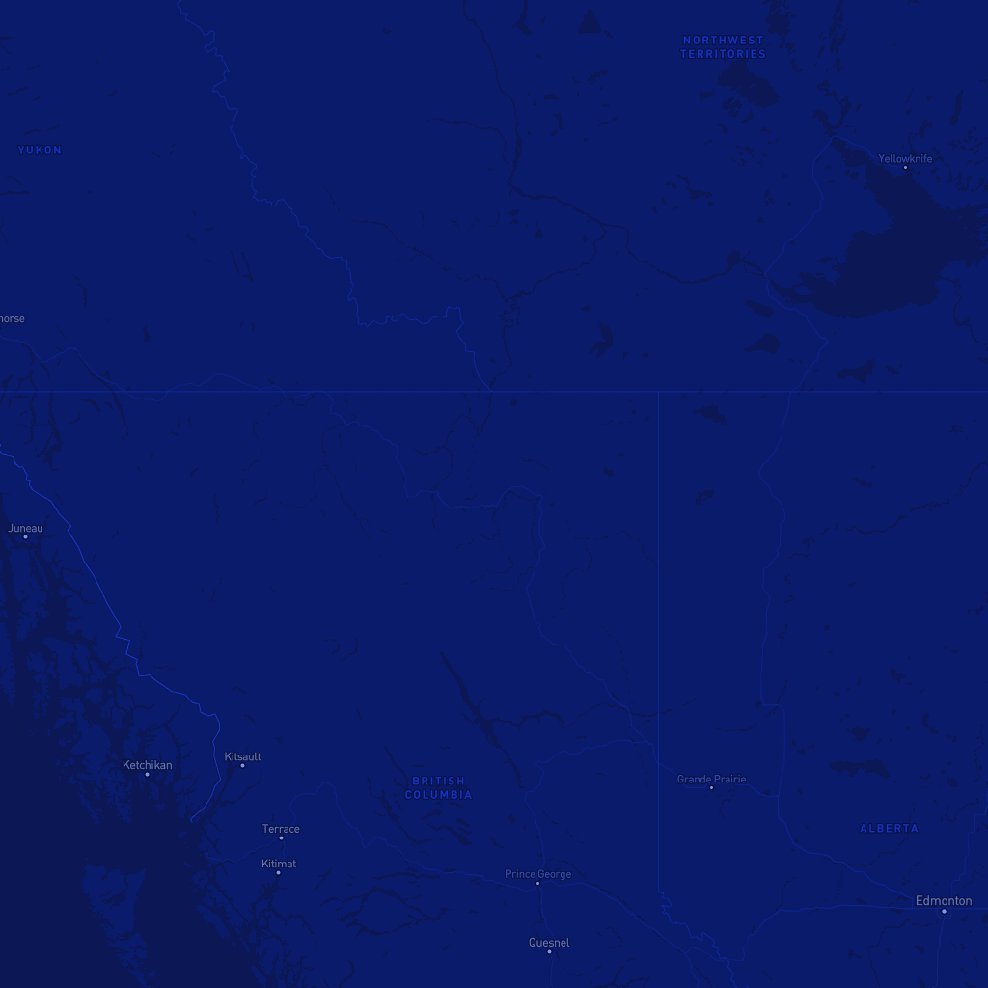 NORTHWEST
TERRITORIES
YUKON
Yellowknife
horse
Juneau
Ketchikan
Kitsault
BRITISH
COLUMBIA
Grande Prairie
Terrace
ALBERTA
Kitimat
Prince George
Edmonton
Quesnel